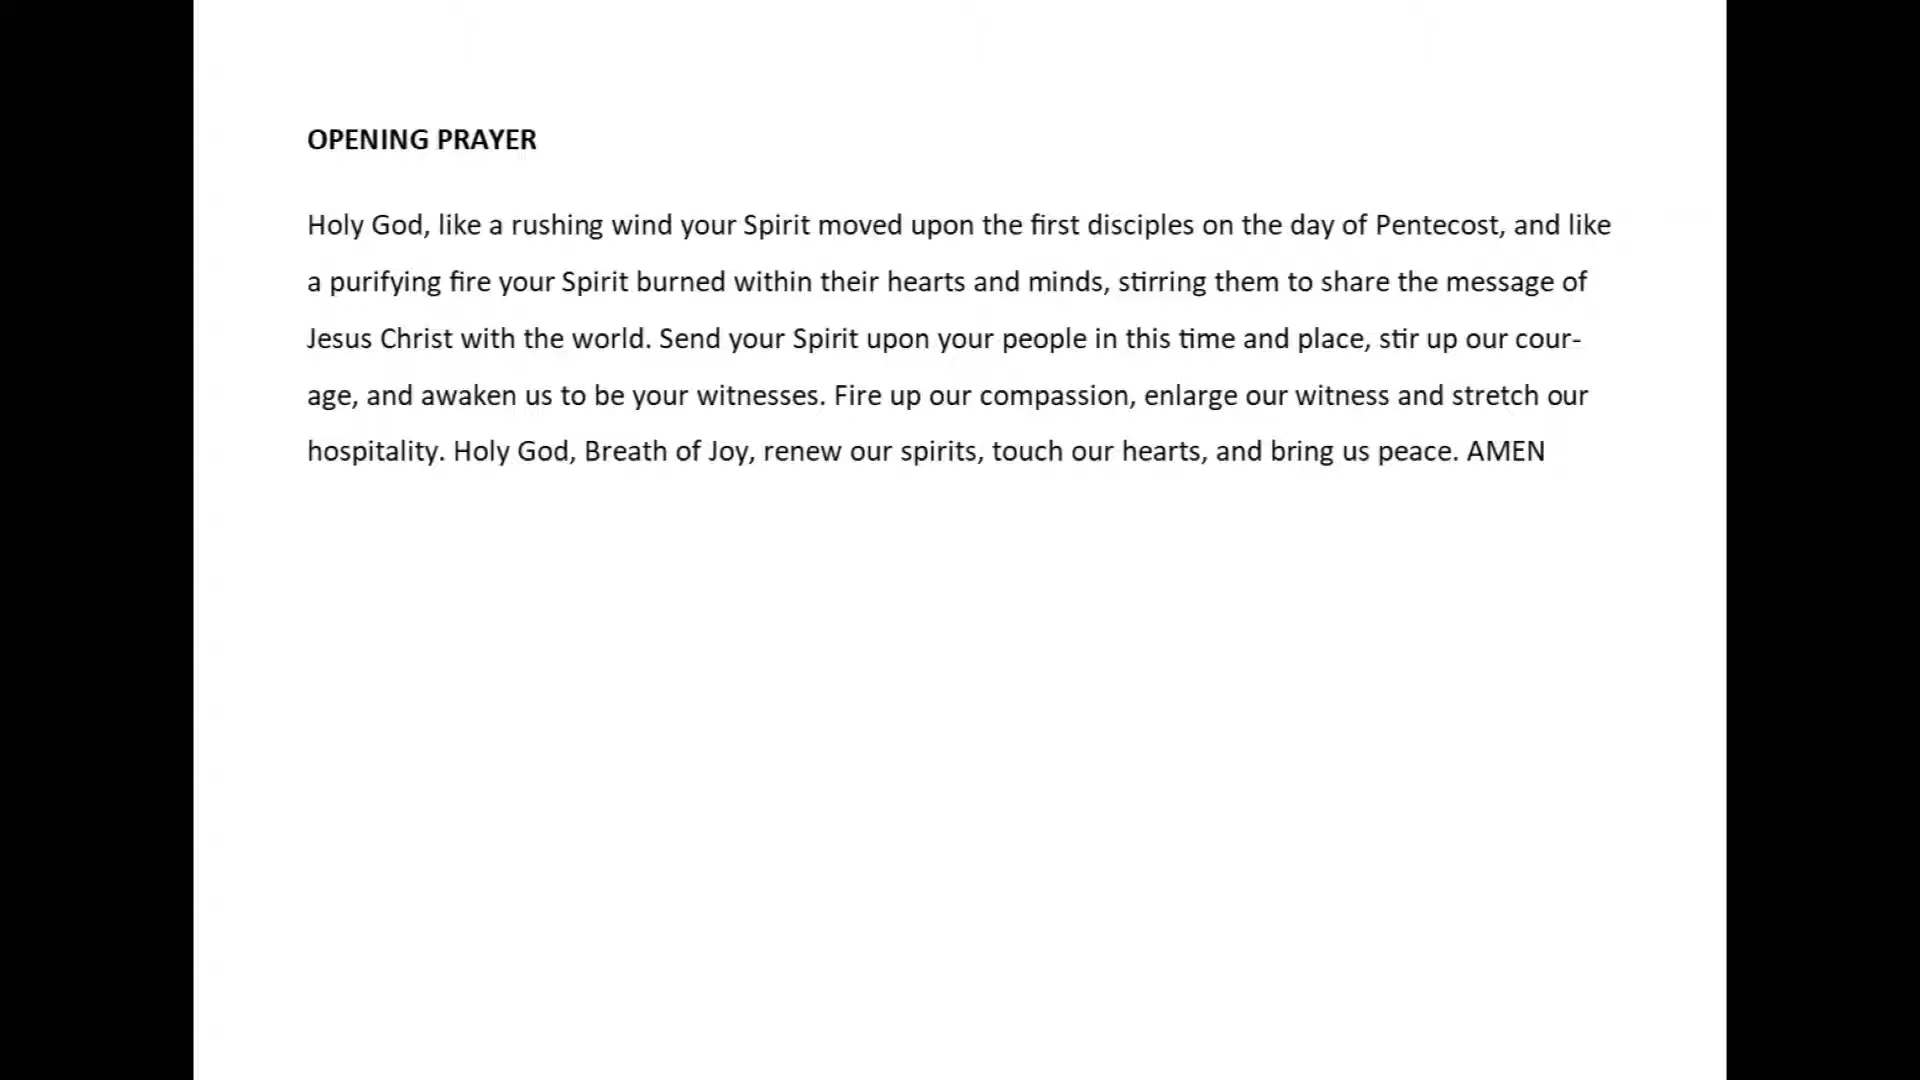 OPENING PRAYER
Holy God, like a rushing wind your Spirit moved upon the first disciples on the day of Pentecost, and like
a purifying fire your Spirit burned within their hearts and minds, stirring them to share the message of
Jesus Christ with the world. Send your Spirit upon your people in this time and place, stir up our cour-
age, and awaken us to be your witnesses. Fire up our compassion, enlarge our witness and stretch our
hospitality. Holy God, Breath of Joy, renew our spirits, touch our hearts, and bring us peace. AMEN